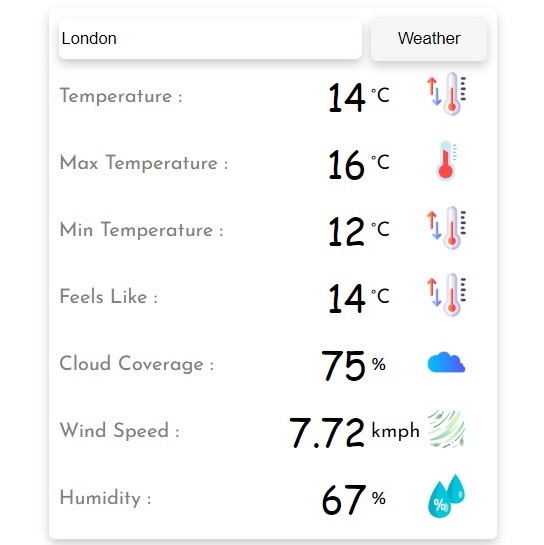 London Weather
Temperature : 14 °C
Max Temperature : 16 °C
Min Temperature : 12 °C
Feels Like : 14 °C
Cloud Coverage : 75 %
Wind Speed : 7.72 kmph
Humidity : 67 % %